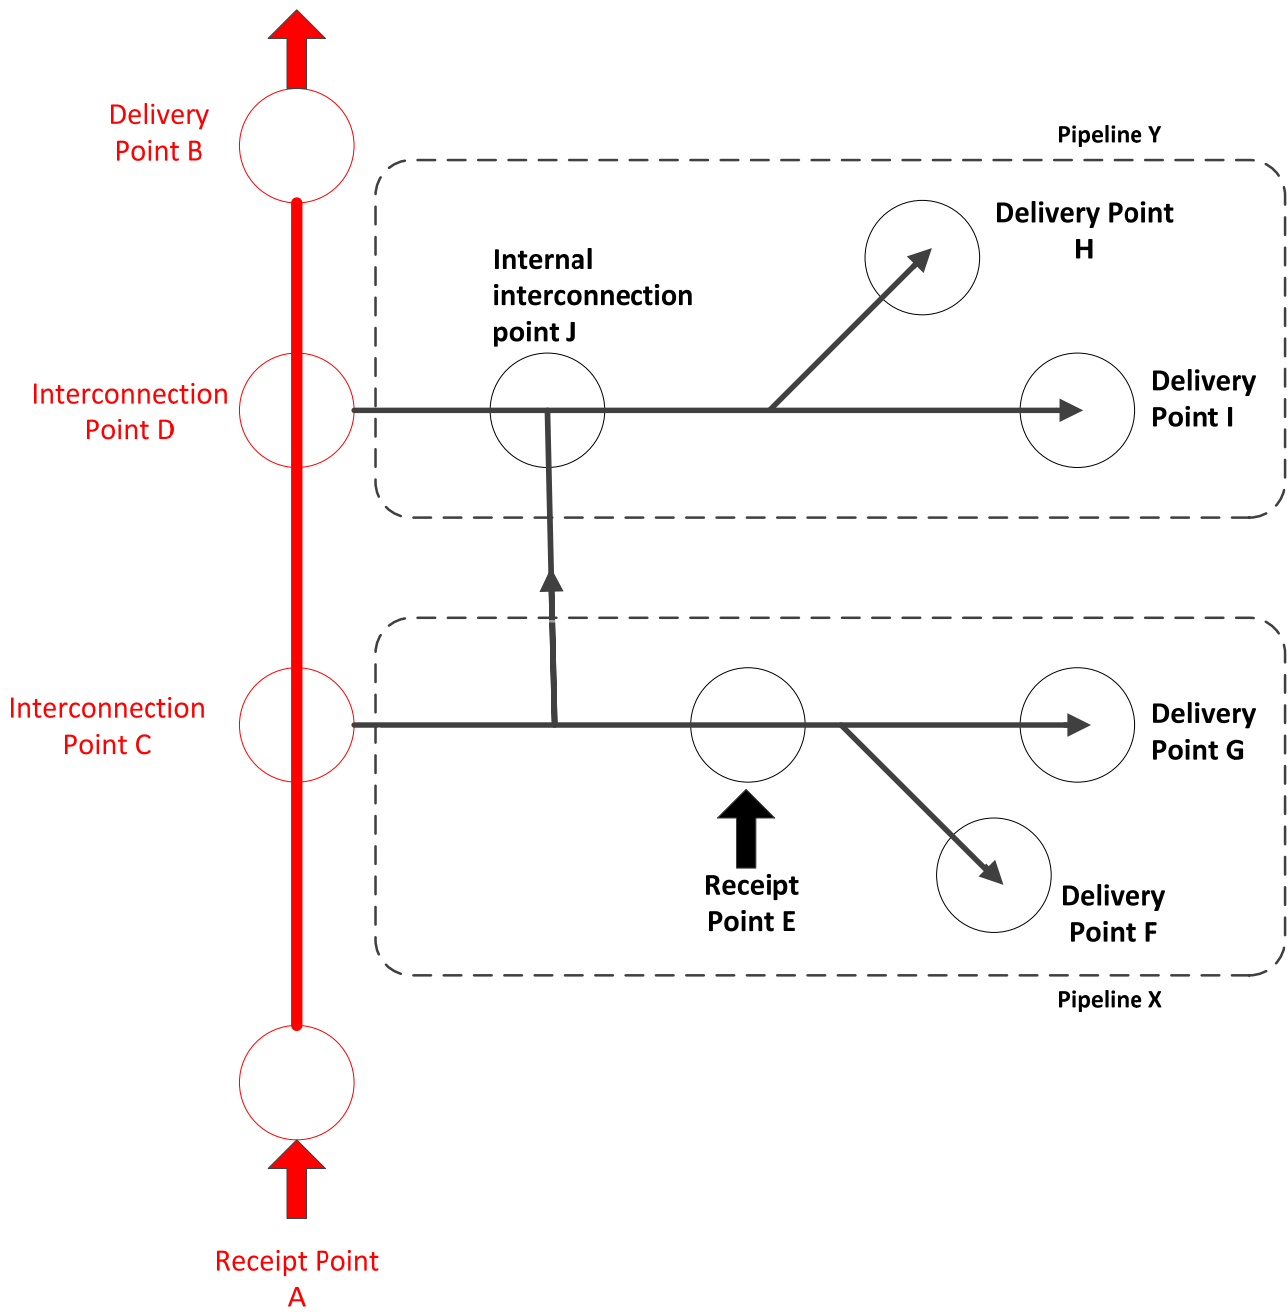 Delivery
Point B
Pipeline Y
Delivery Point
H
Internal
interconnection
point J
Interconnection
Point D
Delivery
Point I
Interconnection
Point C
Delivery
Point G
Receipt
Point E
Delivery
Point F
Pipeline X
Receipt Point
A